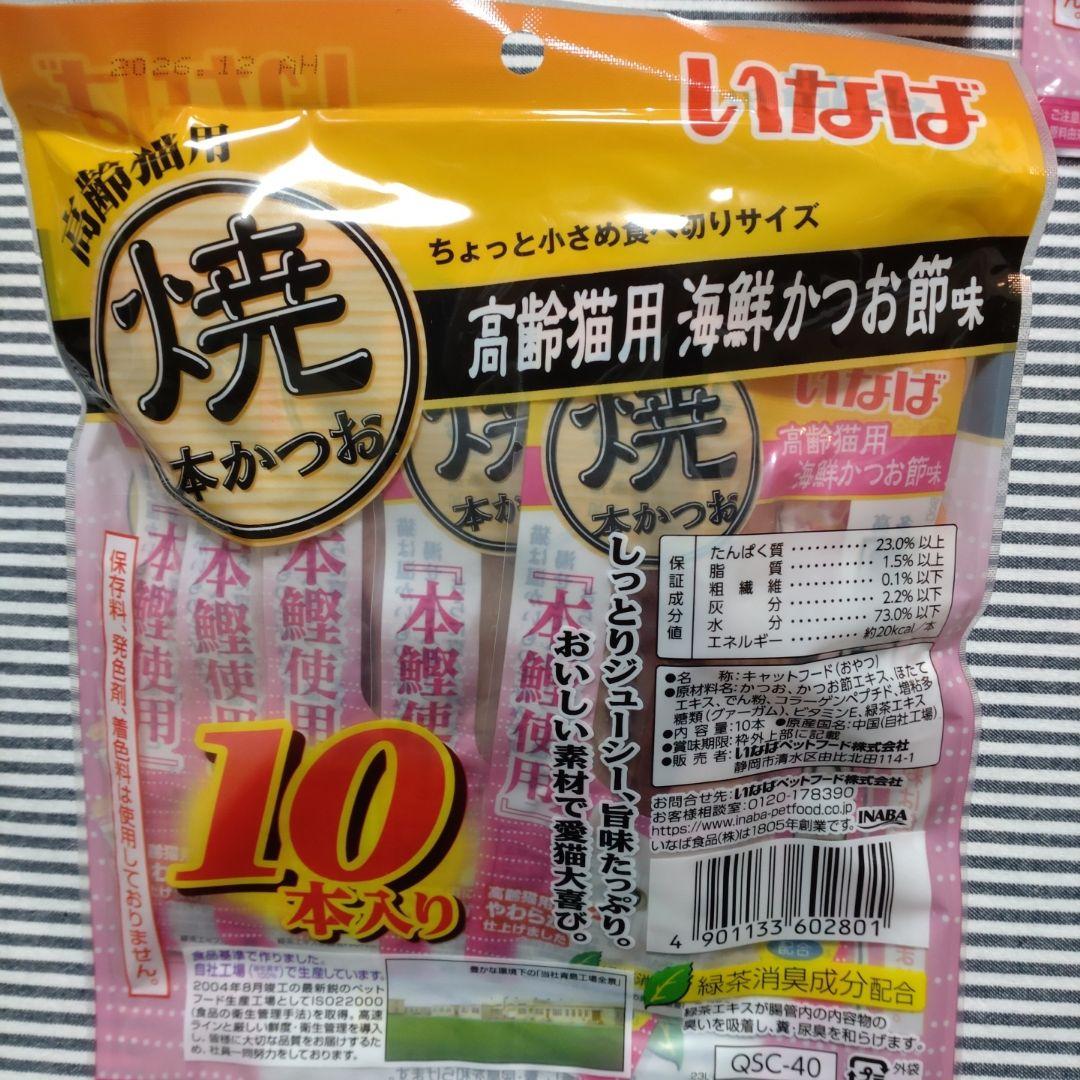 2026.12 AH
いなば
高齢猫用
焼
本かつお
ちょっと小さめ食べ切りサイズ
高齢猫用 海鮮かつお節味
いなば
高齢猫用
海鮮かつお節味
焼
本かつお
焼
本か
『本鰹使用』
本鰹使用
本鰹使用
『本鰹使
『本鰹使用』
保存料、発色剤、着色料は使用しておりません。
しっとりジューシー、旨味たっぷり。
おいしい素材で愛猫大喜び。
10
本入り
保証成分値
たんぱく質 23.0%以上
脂質 1.5%以上
粗繊維 0.1%以下
灰分 2.2%以下
水分 73.0%以下
エネルギー 約20kcal/本
●名称:キャットフード(おやつ)
●原材料名:かつお、かつお節エキス、ほたて
エキス、でん粉、コラーゲンペプチド、増粘多
糖類(グァーガム)、ビタミンE、緑茶エキス
●内容量:10本 ●原産国名:中国(自社工場)
●賞味期限:枠外上部に記載
●販売者:いなばペットフード株式会社
静岡市清水区由比北田114-1
お問合せ先:いなばペットフード株式会社
お客様相談室:0120-178390
https://www.inaba-petfood.co.jp
いなば食品(株)は1805年創業です。
INABA
4 901133 602801
高齢猫用
やわらか
仕上げました
配合
緑茶消臭成分配合
緑茶エキスが腸管内の内容物の
臭いを吸着し、糞・尿臭を和らげます。
QSC-40
外袋
食品基準で作りました。
自社工場で生産しています。
2004年8月竣工の最新鋭のペット
フード生産工場としてISO22000
(食品の衛生管理手法)を取得。高速
ラインと厳しい鮮度・衛生管理を導入
し、皆様に大切な品質をお届けするた
め、社員一同努力をしております。
豊かな環境下の「当社青島工場全景」